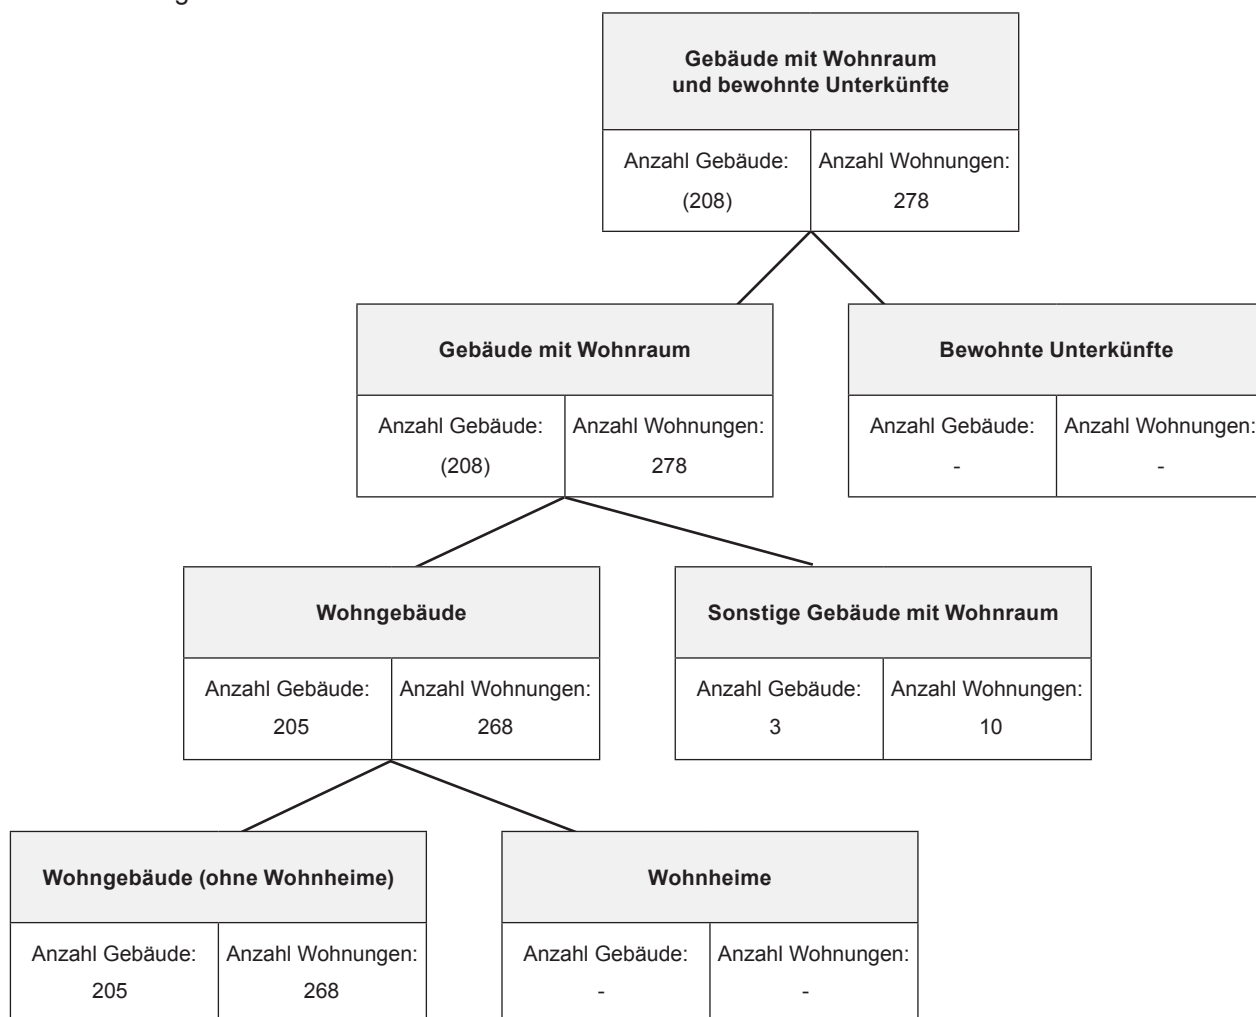 Gebäude mit Wohnraum
und bewohnte Unterkünfte
Anzahl Gebäude:
(208)
Anzahl Wohnungen:
278
Gebäude mit Wohnraum
Anzahl Gebäude:
(208)
Anzahl Wohnungen:
278
Bewohnte Unterkünfte
Anzahl Gebäude:
-
Anzahl Wohnungen:
-
Wohngebäude
Anzahl Gebäude:
205
Anzahl Wohnungen:
268
Sonstige Gebäude mit Wohnraum
Anzahl Gebäude:
3
Anzahl Wohnungen:
10
Wohngebäude (ohne Wohnheime)
Anzahl Gebäude:
205
Anzahl Wohnungen:
268
Wohnheime
Anzahl Gebäude:
-
Anzahl Wohnungen:
-